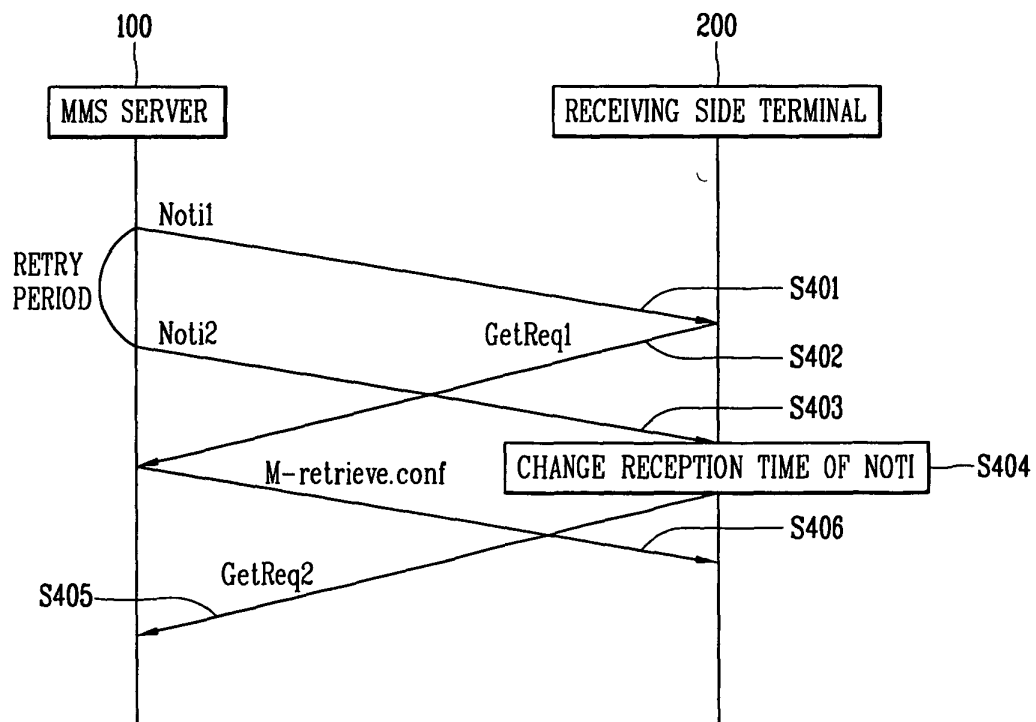 100
200
MMS SERVER
RECEIVING SIDE TERMINAL
Noti1
RETRY
PERIOD
S401
Noti2
GetReq1
S402
S403
CHANGE RECEPTION TIME OF NOTI
S404
M-retrieve.conf
S406
GetReq2
S405